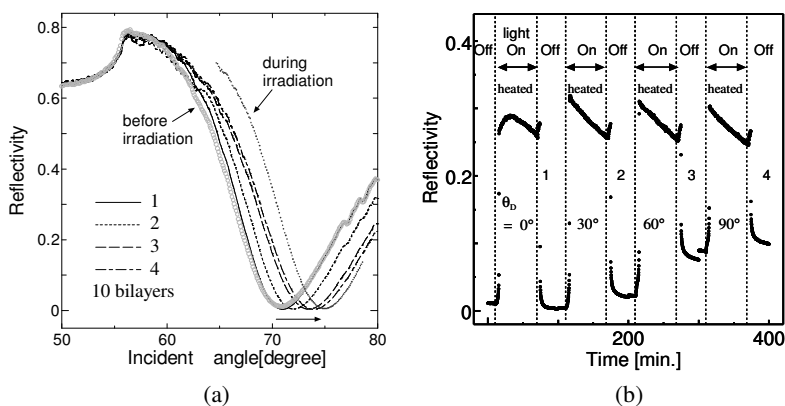 0.8
0.6
0.4
0.2
0
Reflectivity
before
irradiation
during
irradiation
1
2
3
4
10 bilayers
50 60 70 80
Incident angle[degree]
(a)
0.4
0.2
0
Reflectivity
light
Off On Off On Off On Off On Off
heated heated heated heated
1 2 3 4
θD
= 0° 30° 60° 90°
0 200 400
Time [min.]
(b)